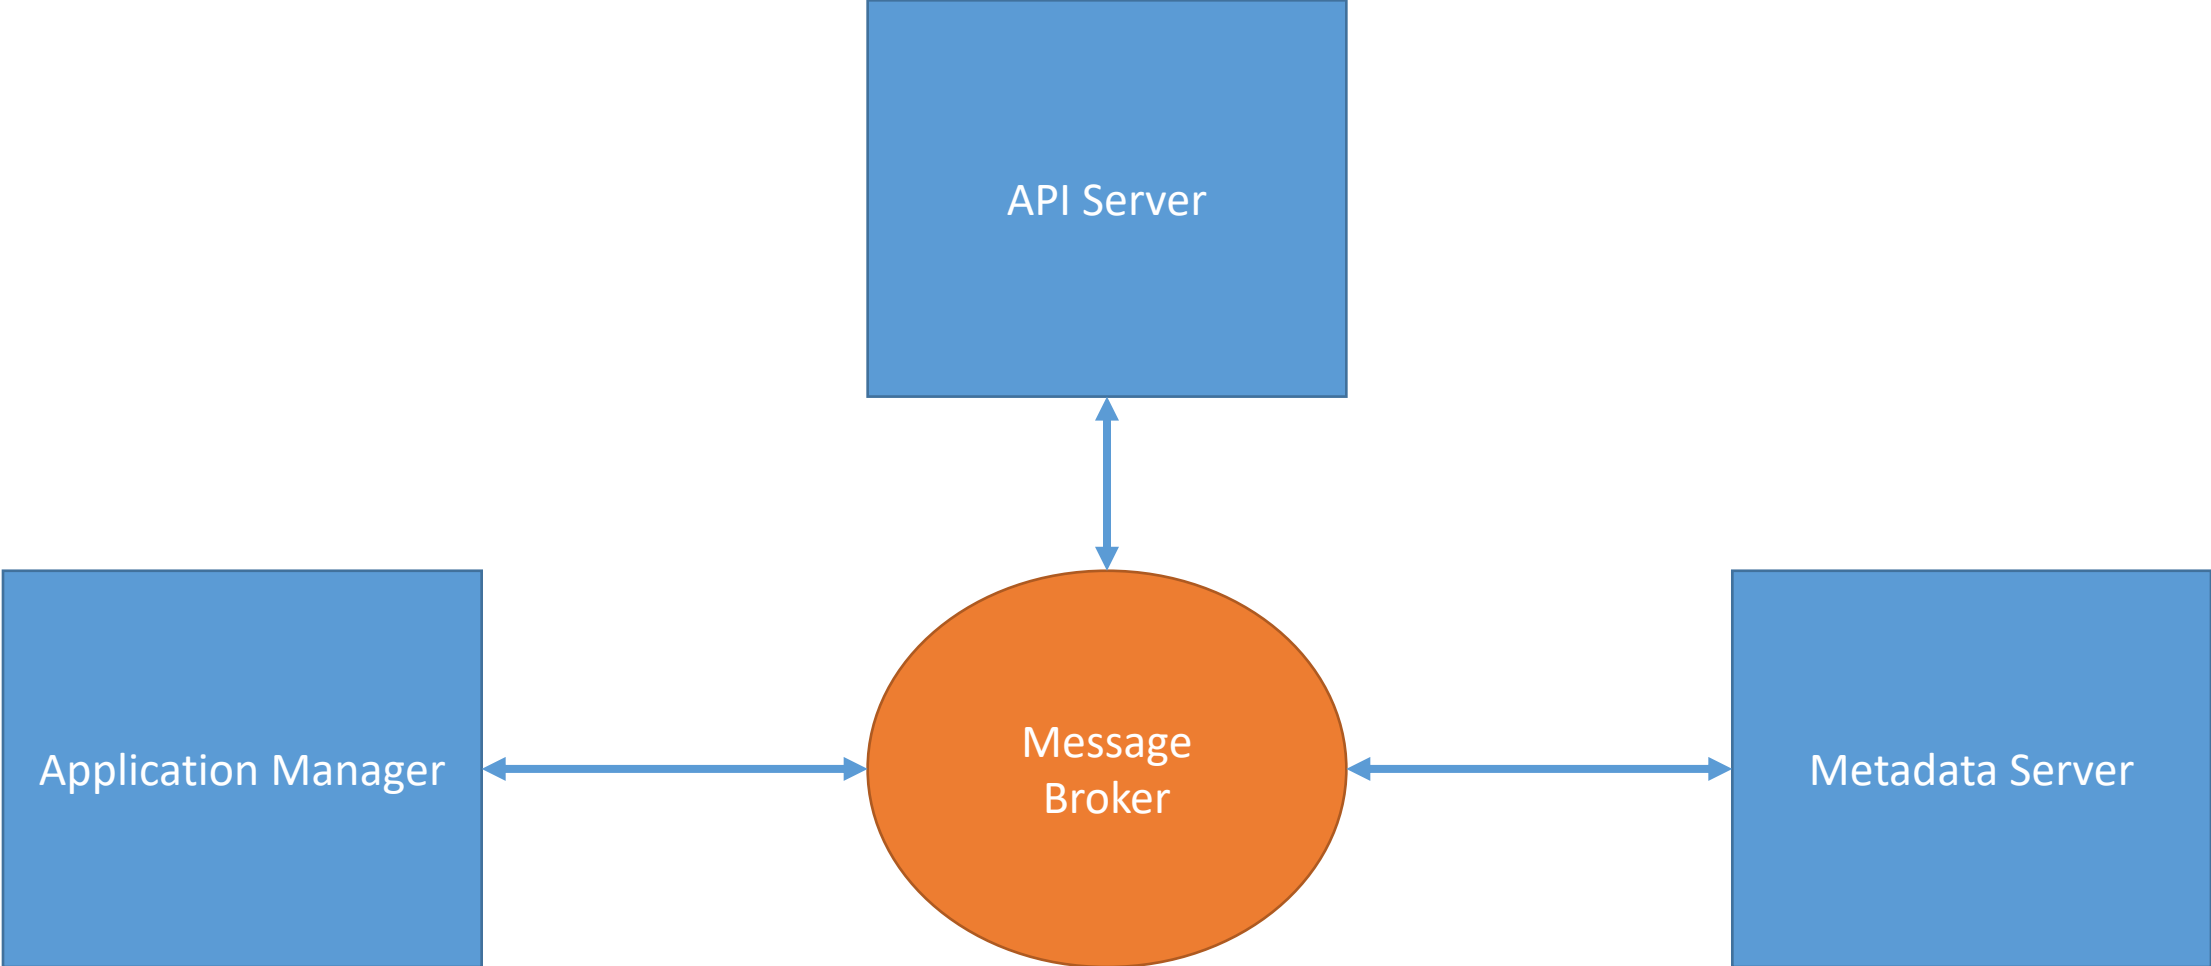 API Server
Application Manager
Message
Broker
Metadata Server